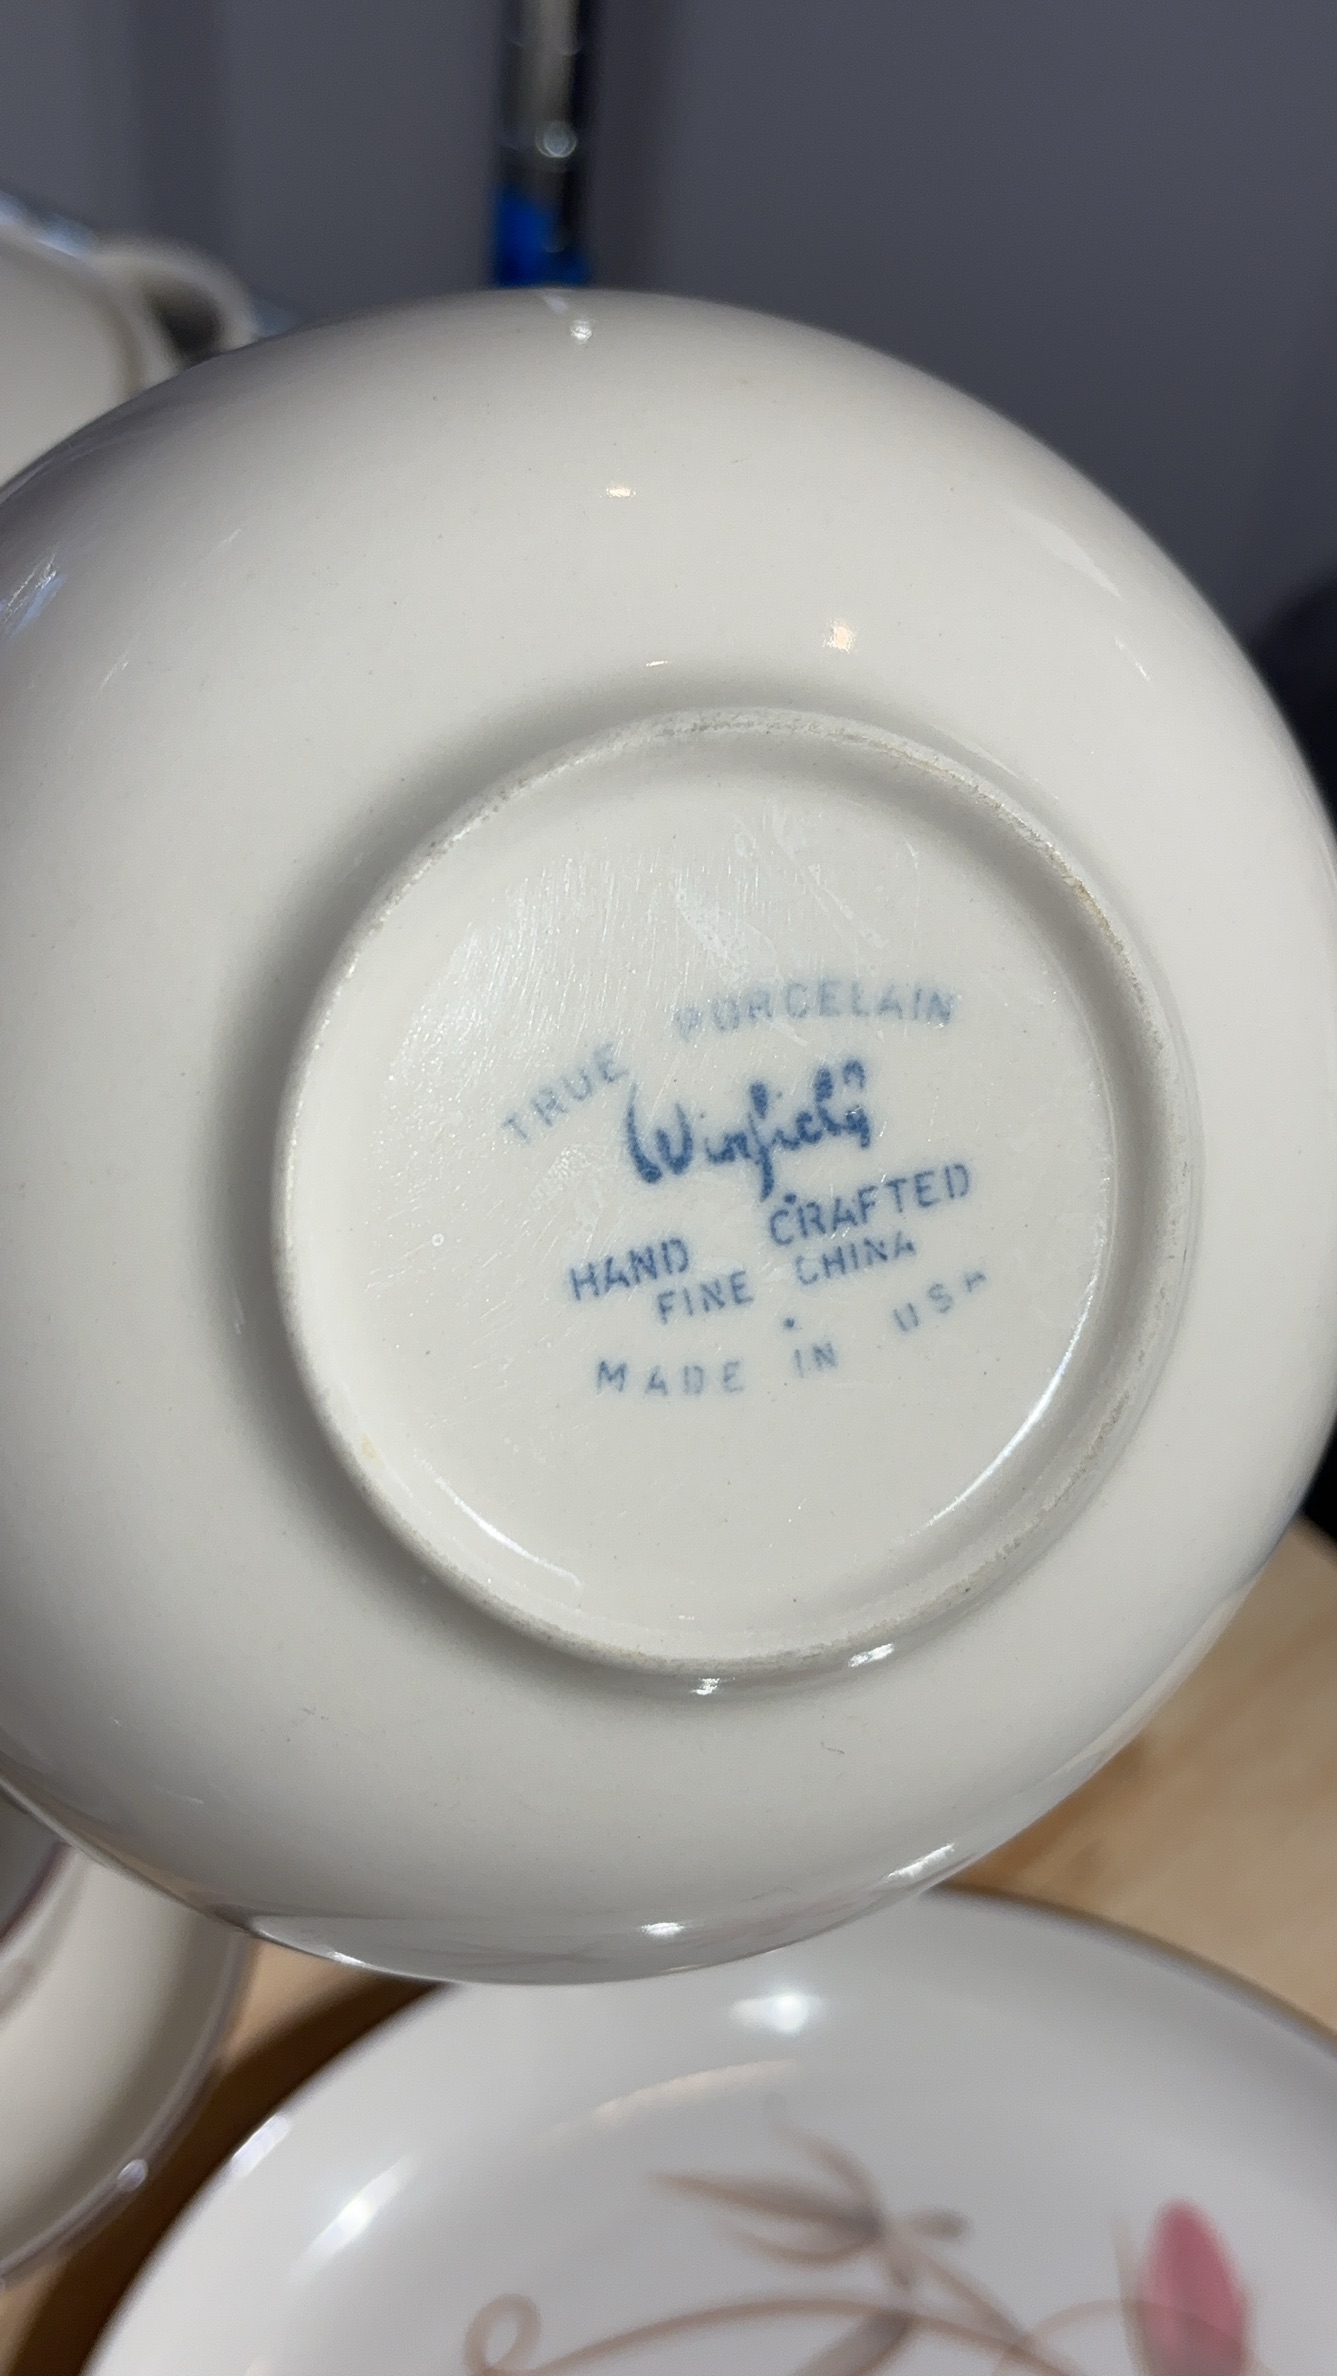 TRUE PORCELAIN
Winfield
HAND CRAFTED
FINE CHINA
MADE IN USA